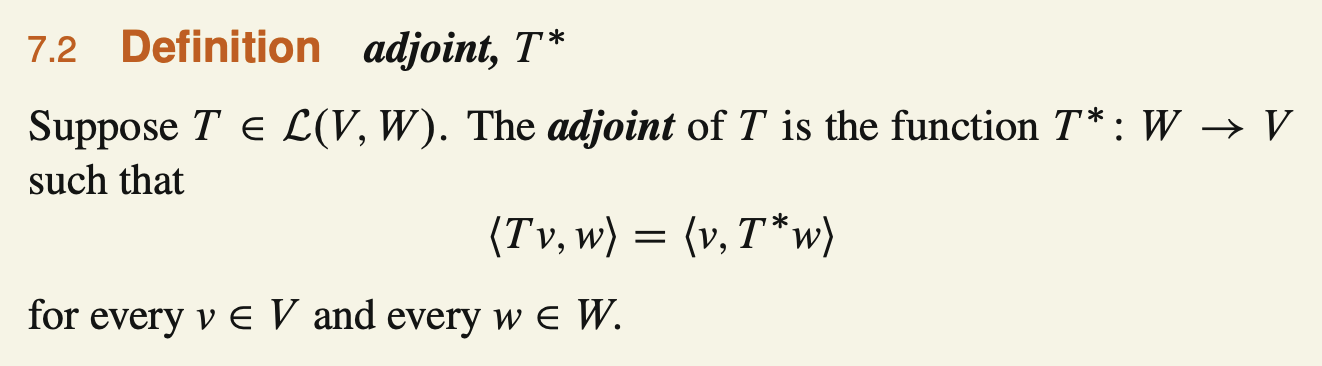 7.2 Definition adjoint, T*
Suppose T ∈ ℒ(V, W). The adjoint of T is the function T*: W → V
such that
⟨Tv, w⟩ = ⟨v, T*w⟩
for every v ∈ V and every w ∈ W.